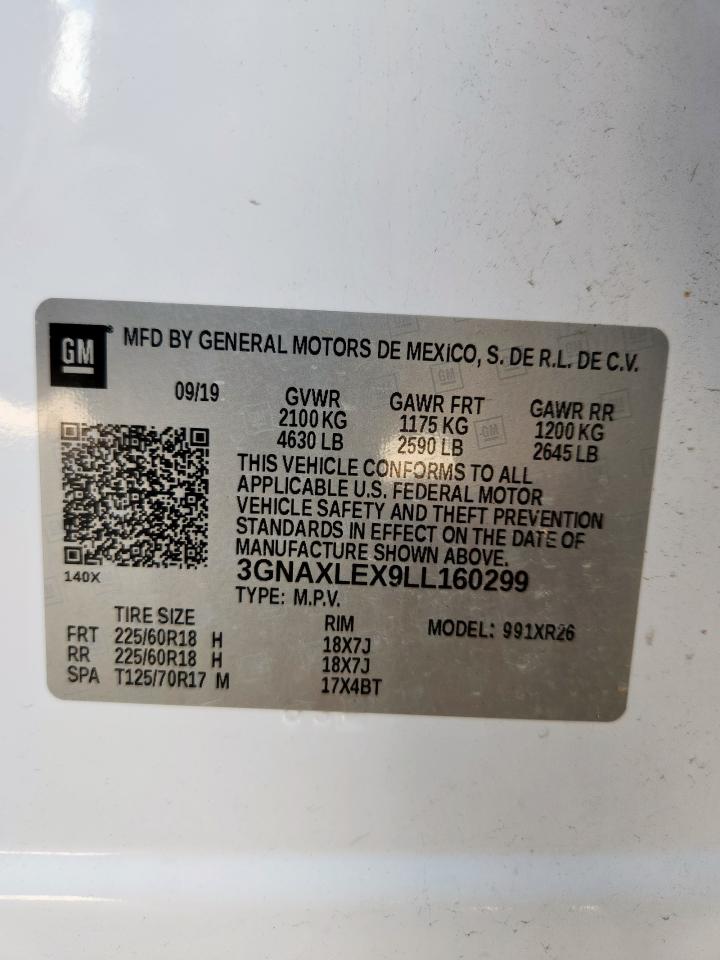 GM
MFD BY GENERAL MOTORS DE MEXICO, S. DE R.L. DE C.V.
09/19 GVWR GAWR FRT GAWR RR
2100 KG 1175 KG 1200 KG
4630 LB 2590 LB 2645 LB
THIS VEHICLE CONFORMS TO ALL
APPLICABLE U.S. FEDERAL MOTOR
VEHICLE SAFETY AND THEFT PREVENTION
STANDARDS IN EFFECT ON THE DATE OF
MANUFACTURE SHOWN ABOVE.
140X
3GNAXLEX9LL160299
TYPE: M.P.V.
TIRE SIZE RIM MODEL: 991XR26
FRT 225/60R18 H 18X7J
RR 225/60R18 H 18X7J
SPA T125/70R17 M 17X4BT